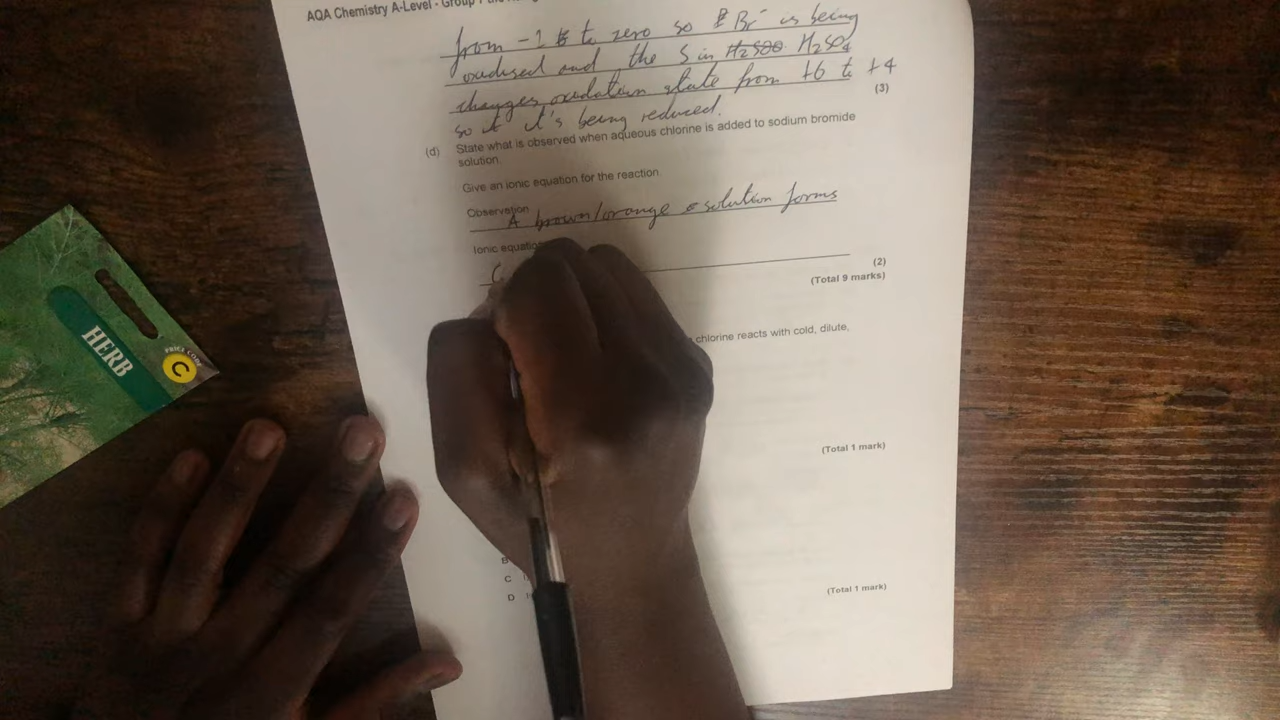 AQA Chemistry A-Level - Group
from -1 to zero so Br⁻ is being
oxidised and the S in H2SO4
changes oxidation state from +6 to +4
so it's being reduced.
(3)
(d) State what is observed when aqueous chlorine is added to sodium bromide
solution.
Give an ionic equation for the reaction.
Observation
A brown/orange solution forms
Ionic equation
C
(2)
(Total 9 marks)
chlorine reacts with cold, dilute,
(Total 1 mark)
B
C
D
(Total 1 mark)
HERB
PRICE CODE
C